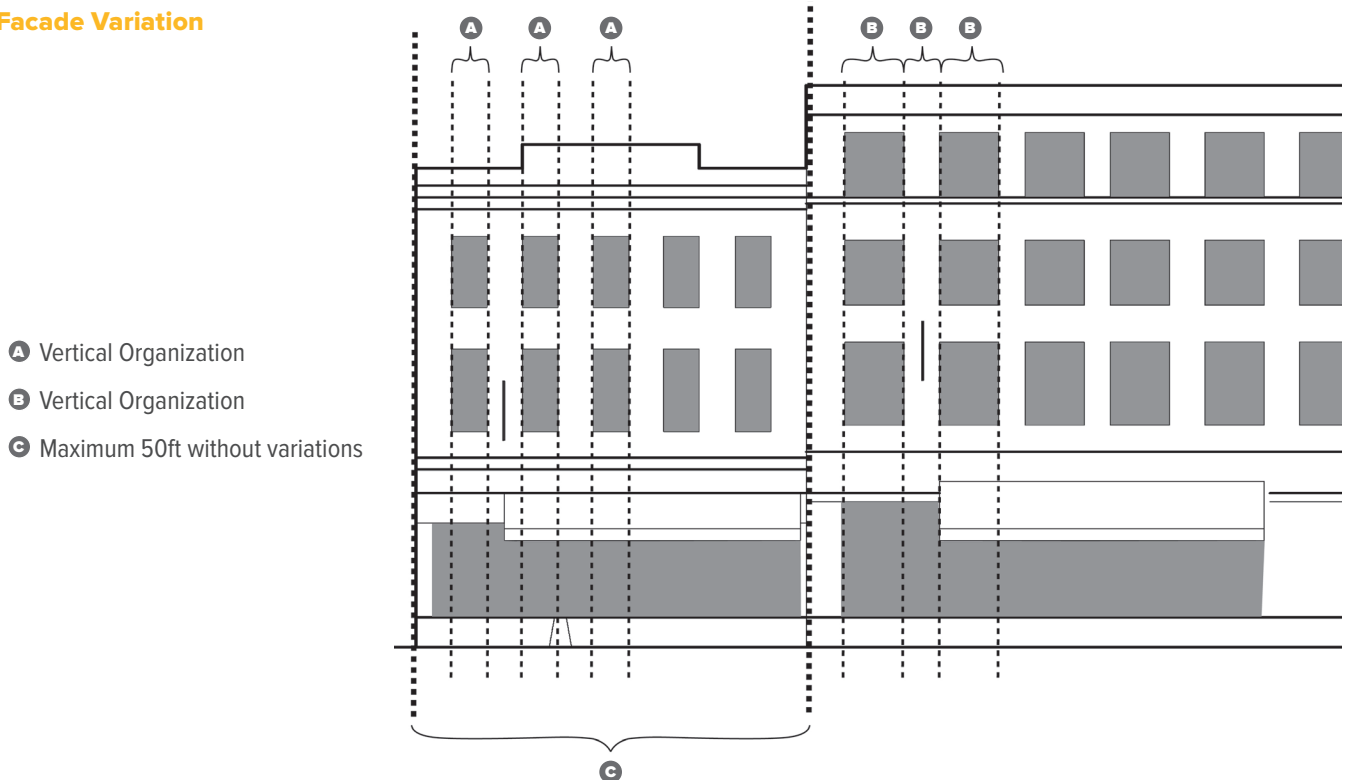 Facade Variation
A A A B B B
A Vertical Organization
B Vertical Organization
C Maximum 50ft without variations
C